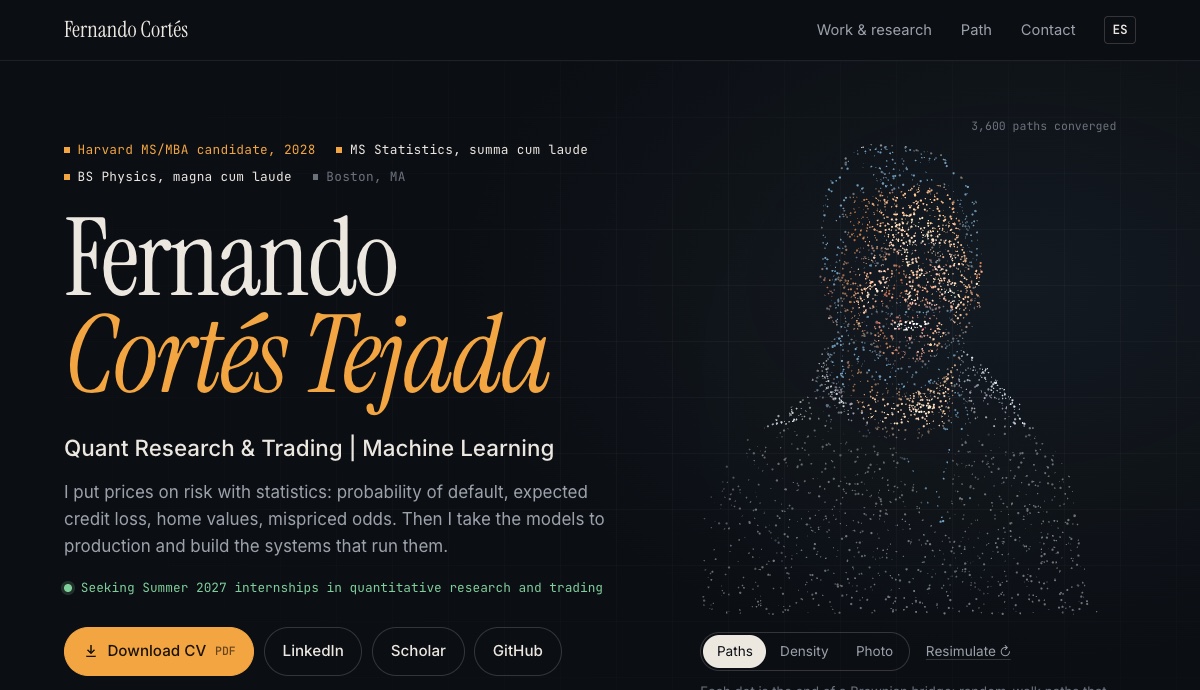 Fernando Cortés
Work & research Path Contact ES
3,600 paths converged
Harvard MS/MBA candidate, 2028 MS Statistics, summa cum laude
BS Physics, magna cum laude Boston, MA
Fernando
Cortés Tejada
Quant Research & Trading | Machine Learning
I put prices on risk with statistics: probability of default, expected
credit loss, home values, mispriced odds. Then I take the models to
production and build the systems that run them.
Seeking Summer 2027 internships in quantitative research and trading
Download CV PDF LinkedIn Scholar GitHub
Paths Density Photo Resimulate ↻